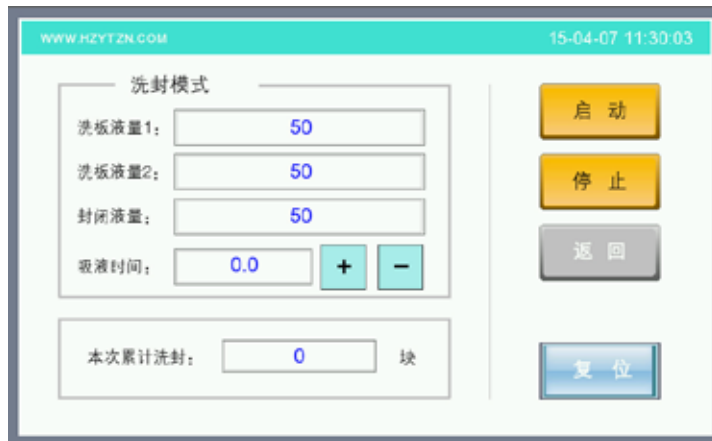 WWW.HZYTZN.COM 15-04-07 11:30:03
洗封模式
洗板液量1: 50
洗板液量2: 50
封闭液量: 50
吸液时间: 0.0 + −
本次累计洗封: 0 块
启 动
停 止
返 回
复 位